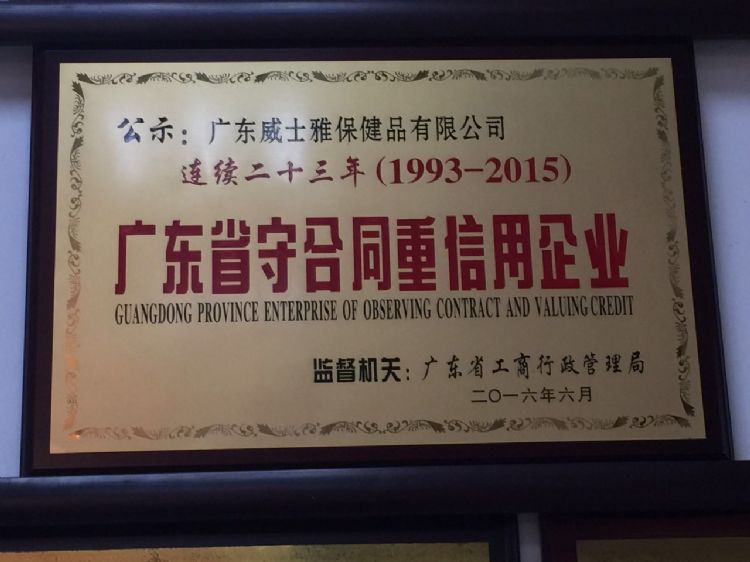 公示：广东威士雅保健品有限公司
连续二十三年(1993-2015)
广东省守合同重信用企业
GUANGDONG PROVINCE ENTERPRISE OF OBSERVING CONTRACT AND VALUING CREDIT
监督机关：广东省工商行政管理局
二〇一六年六月